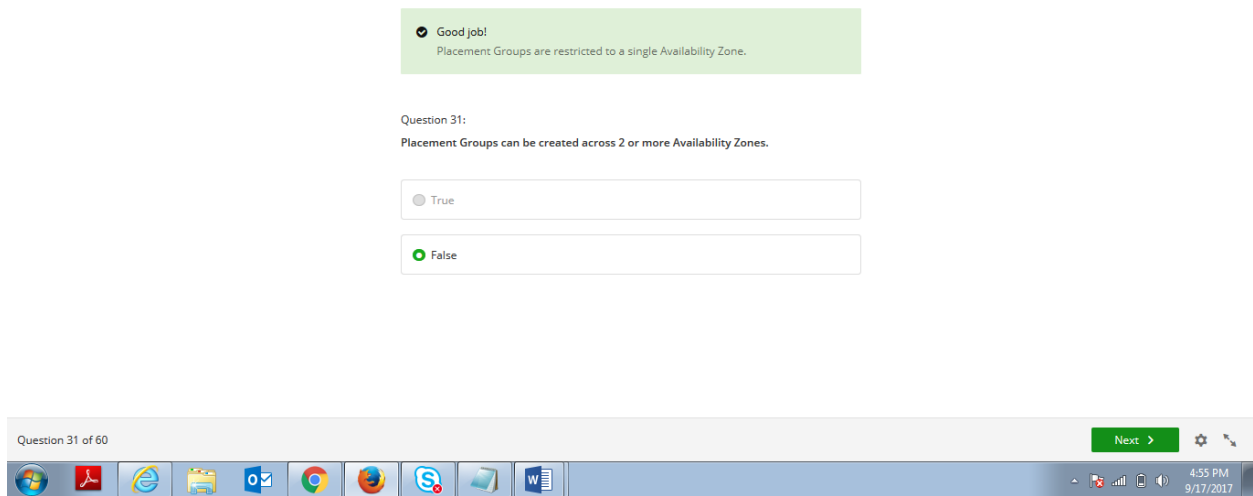 Good job!
Placement Groups are restricted to a single Availability Zone.
Question 31:
Placement Groups can be created across 2 or more Availability Zones.
True
False
Question 31 of 60
Next
4:55 PM
9/17/2017